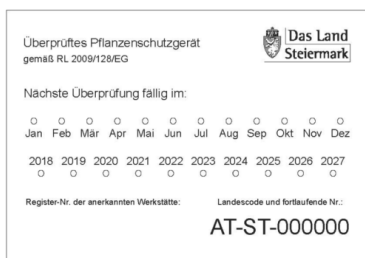 Überprüftes Pflanzenschutzgerät
gemäß RL 2009/128/EG
Das Land
Steiermark
Nächste Überprüfung fällig im:
Jan Feb Mär Apr Mai Jun Jul Aug Sep Okt Nov Dez
2018 2019 2020 2021 2022 2023 2024 2025 2026 2027
Register-Nr. der anerkannten Werkstätte:
Landescode und fortlaufende Nr.:
AT-ST-000000